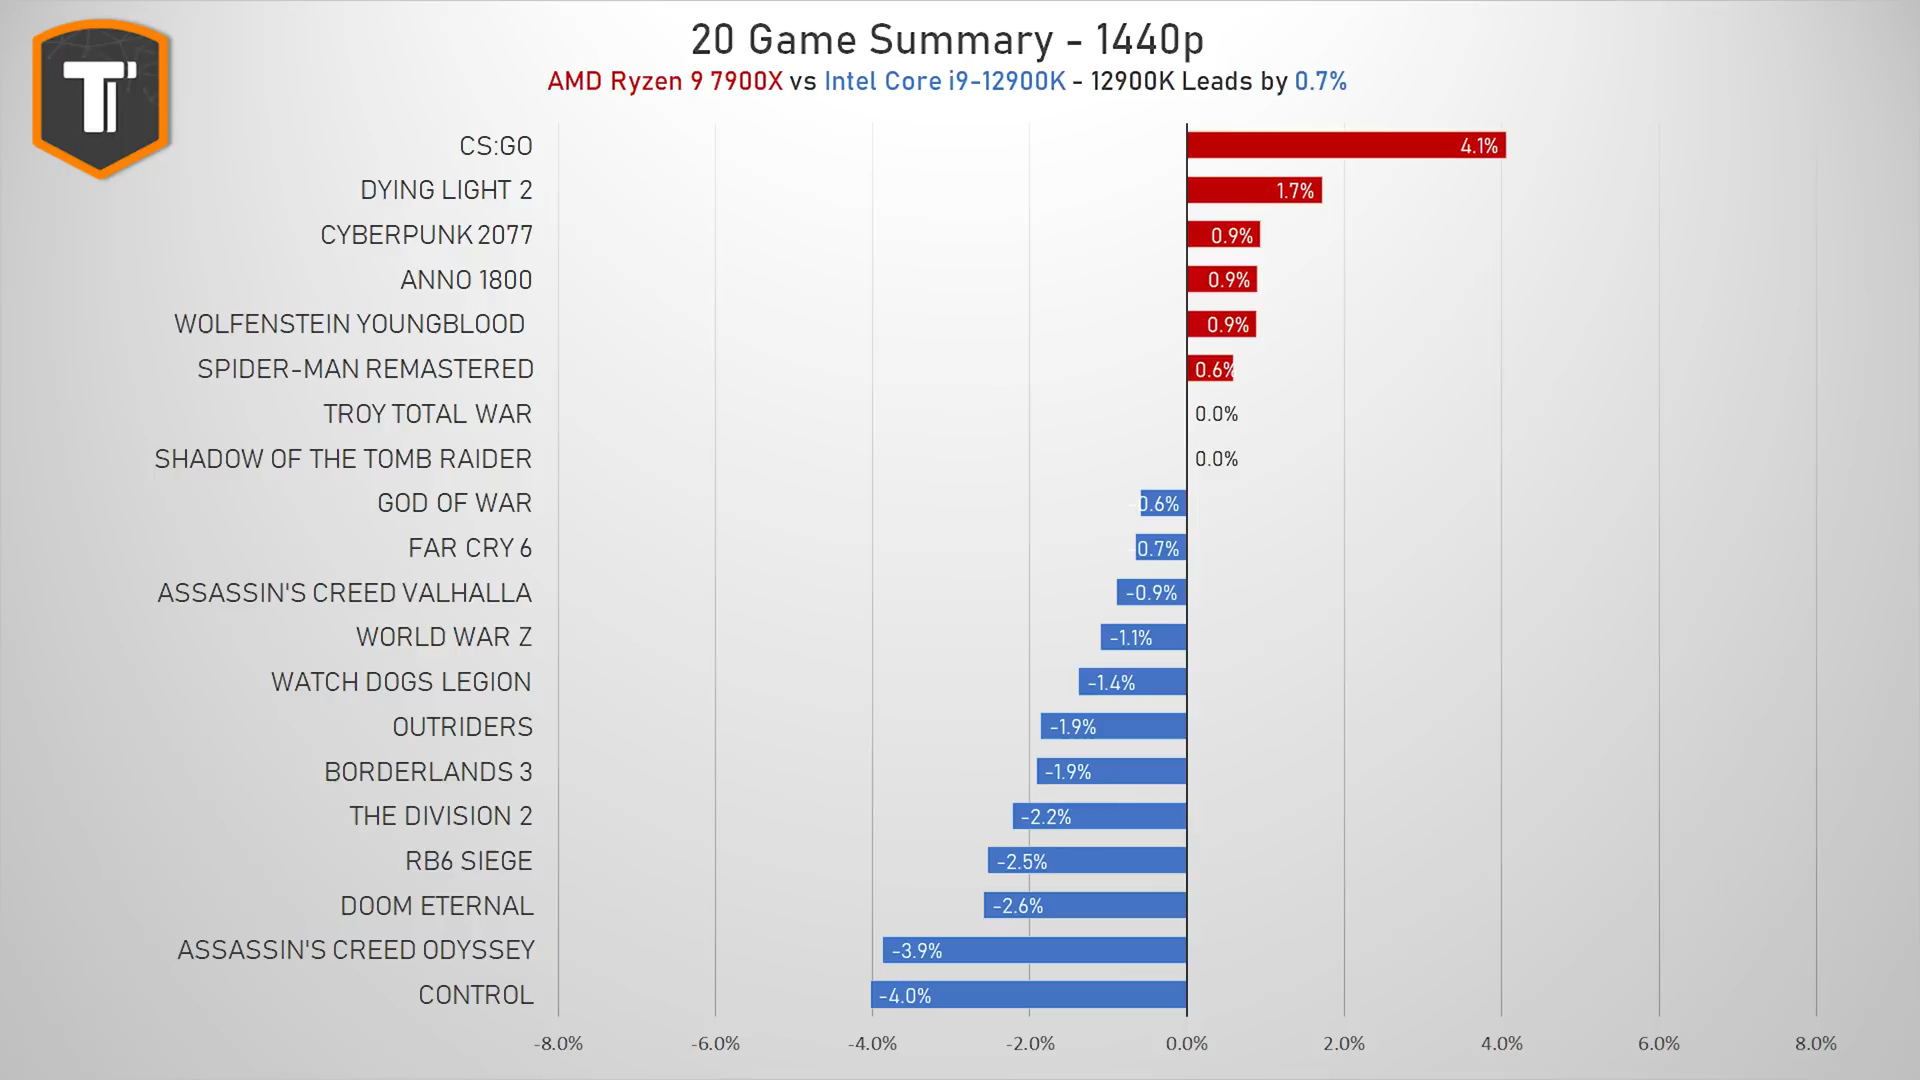 20 Game Summary - 1440p
AMD Ryzen 9 7900X vs Intel Core i9-12900K - 12900K Leads by 0.7%
CS:GO 4.1%
DYING LIGHT 2 1.7%
CYBERPUNK 2077 0.9%
ANNO 1800 0.9%
WOLFENSTEIN YOUNGBLOOD 0.9%
SPIDER-MAN REMASTERED 0.6%
TROY TOTAL WAR 0.0%
SHADOW OF THE TOMB RAIDER 0.0%
GOD OF WAR -0.6%
FAR CRY 6 -0.7%
ASSASSIN'S CREED VALHALLA -0.9%
WORLD WAR Z -1.1%
WATCH DOGS LEGION -1.4%
OUTRIDERS -1.9%
BORDERLANDS 3 -1.9%
THE DIVISION 2 -2.2%
RB6 SIEGE -2.5%
DOOM ETERNAL -2.6%
ASSASSIN'S CREED ODYSSEY -3.9%
CONTROL -4.0%
-8.0% -6.0% -4.0% -2.0% 0.0% 2.0% 4.0% 6.0% 8.0%